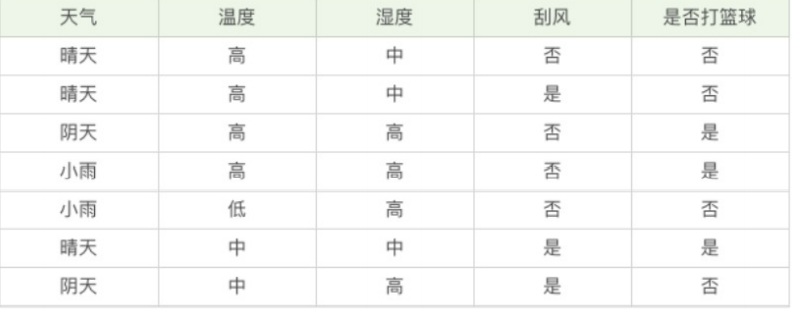 天气 温度 湿度 刮风 是否打篮球
晴天 高 中 否 否
晴天 高 中 是 否
阴天 高 高 否 是
小雨 高 高 否 是
小雨 低 高 否 否
晴天 中 中 是 是
阴天 中 高 是 否